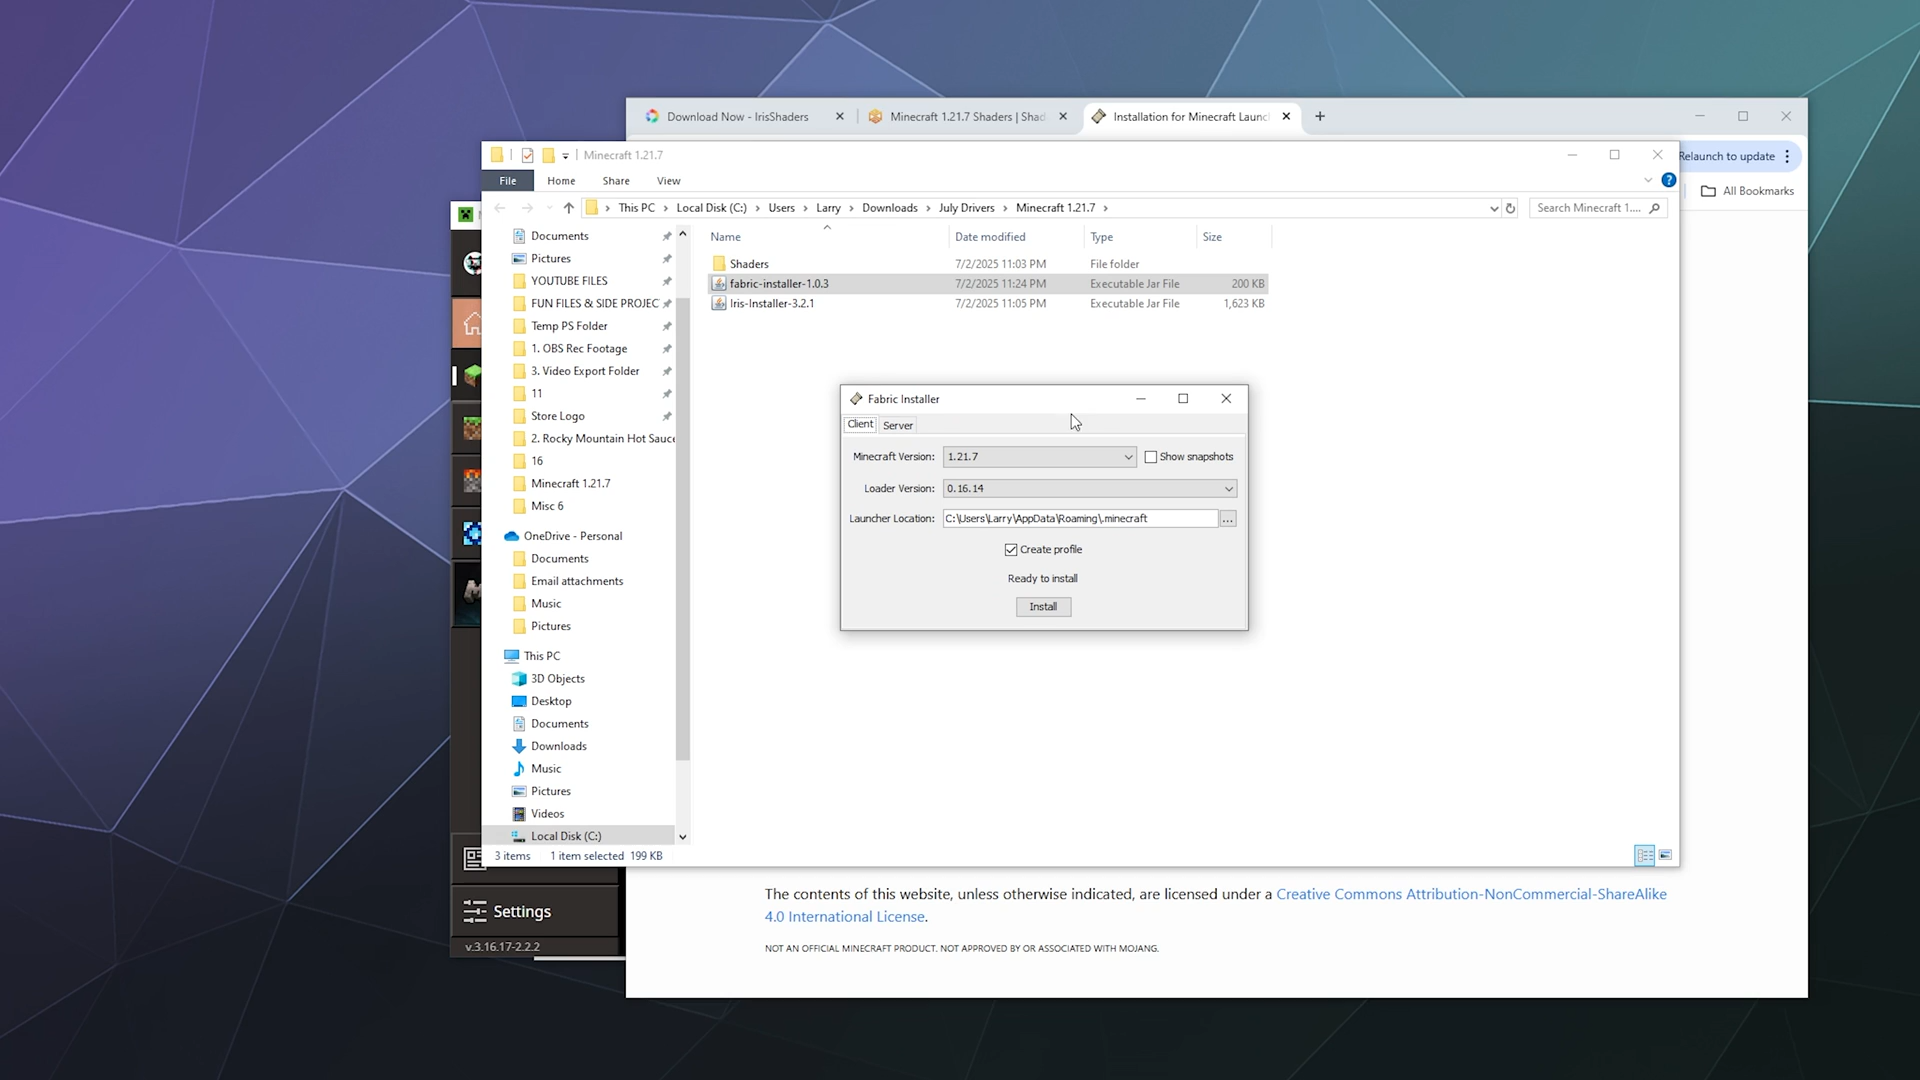 Download Now - IrisShaders
Minecraft 1.21.7 Shaders | Shad
Installation for Minecraft Launc
Minecraft 1.21.7
Relaunch to update
File
Home
Share
View
All Bookmarks
This PC
Local Disk (C:)
Users
Larry
Downloads
July Drivers
Minecraft 1.21.7
Search Minecraft 1....
Documents
Pictures
YOUTUBE FILES
FUN FILES & SIDE PROJEC
Temp PS Folder
1. OBS Rec Footage
3. Video Export Folder
11
Store Logo
2. Rocky Mountain Hot Sauce
16
Minecraft 1.21.7
Misc 6
OneDrive - Personal
Documents
Email attachments
Music
Pictures
This PC
3D Objects
Desktop
Documents
Downloads
Music
Pictures
Videos
Local Disk (C:)
Name Date modified Type Size
Shaders 7/2/2025 11:03 PM File folder
fabric-installer-1.0.3 7/2/2025 11:24 PM Executable Jar File 200 KB
Iris-Installer-3.2.1 7/2/2025 11:05 PM Executable Jar File 1,623 KB
Fabric Installer
Client
Server
Minecraft Version: 1.21.7 Show snapshots
Loader Version: 0.16.14
Launcher Location: C:\Users\Larry\AppData\Roaming\.minecraft ...
Create profile
Ready to install
Install
3 items 1 item selected 199 KB
Settings
v.3.16.17-2.2.2
The contents of this website, unless otherwise indicated, are licensed under a Creative Commons Attribution-NonCommercial-ShareAlike
4.0 International License.
NOT AN OFFICIAL MINECRAFT PRODUCT. NOT APPROVED BY OR ASSOCIATED WITH MOJANG.